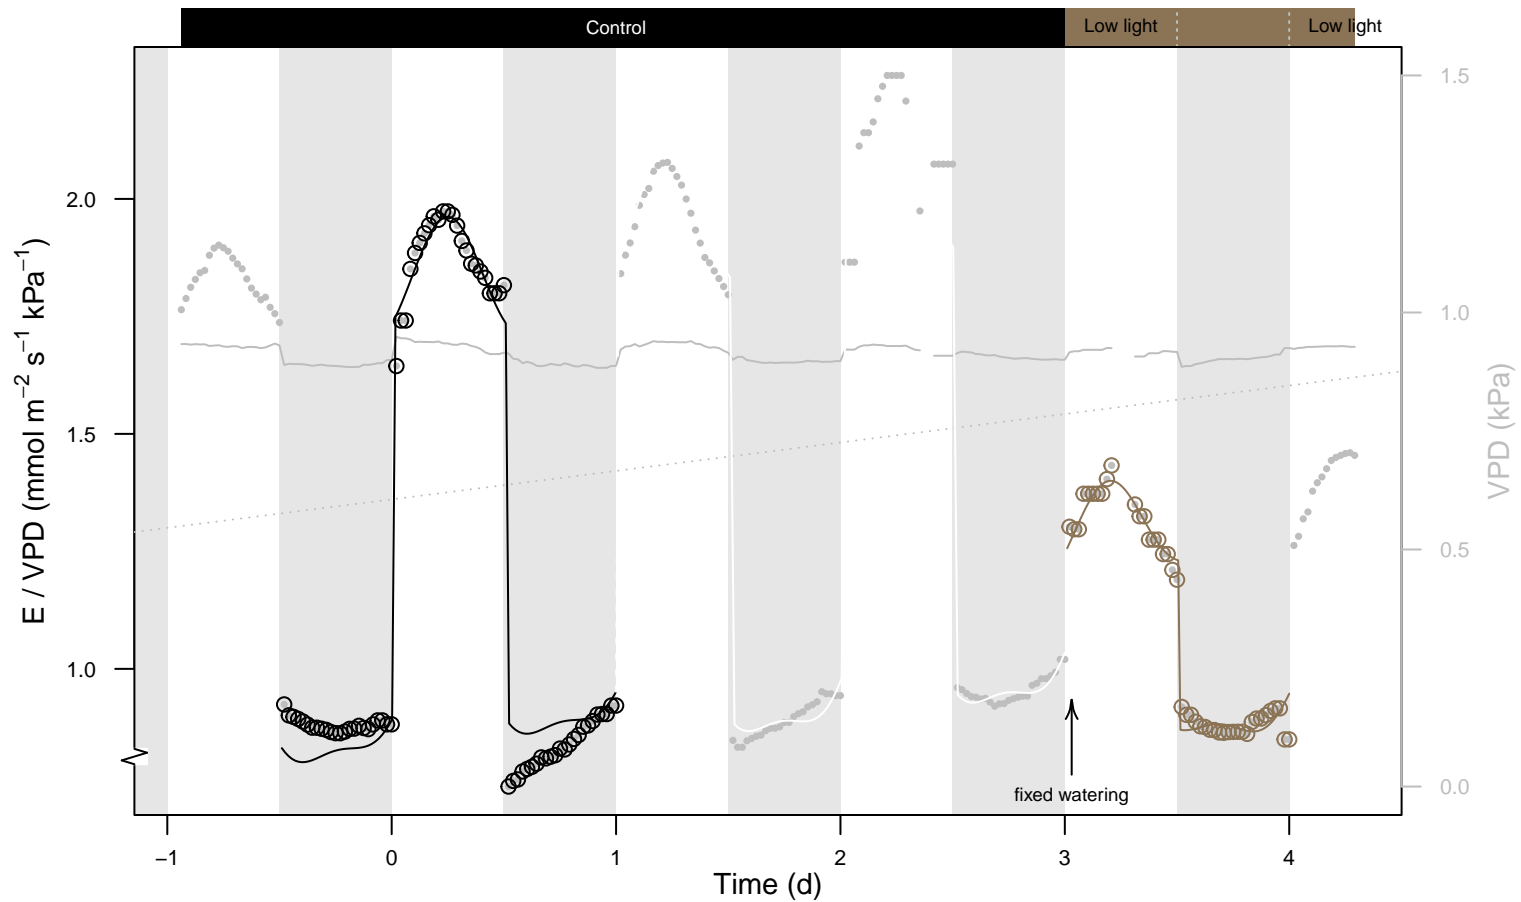 Control
Low light
Low light
2.0
1.5
1.0
E / VPD (mmol m−2 s−1 kPa−1)
1.5
1.0
0.5
0.0
VPD (kPa)
fixed watering
−1
0
1
2
3
4
Time (d)